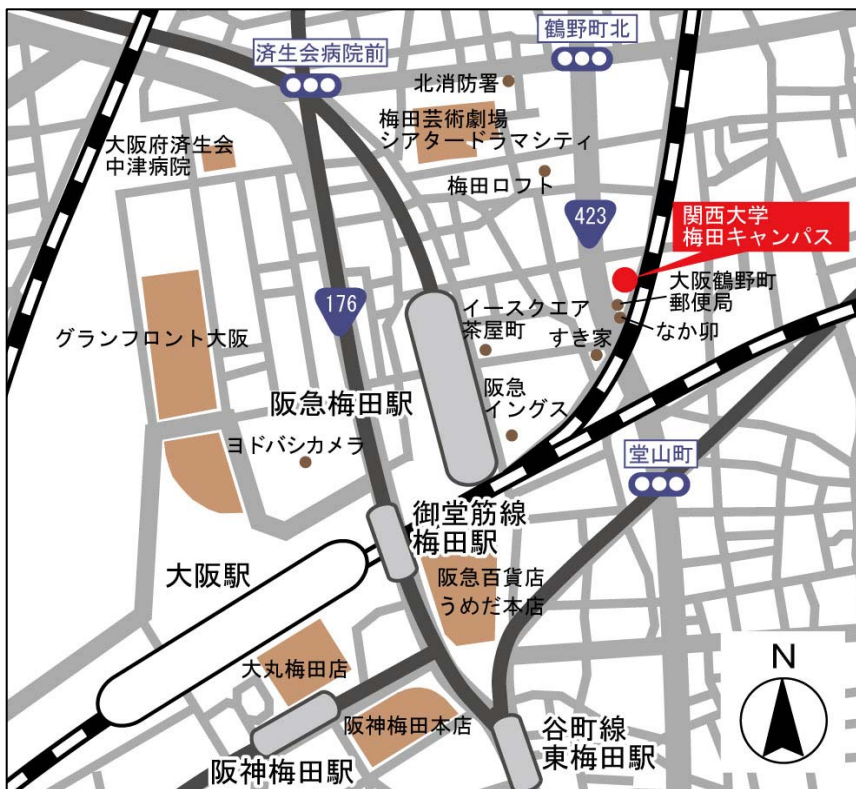 済生会病院前
鶴野町北
北消防署
梅田芸術劇場
シアタードラマシティ
大阪府済生会
中津病院
梅田ロフト
423
関西大学
梅田キャンパス
176
大阪鶴野町
郵便局
なか卯
イースクエア
茶屋町
すき家
グランフロント大阪
阪急梅田駅
阪急
イングス
ヨドバシカメラ
堂山町
御堂筋線
梅田駅
大阪駅
阪急百貨店
うめだ本店
大丸梅田店
N
阪神梅田本店
谷町線
東梅田駅
阪神梅田駅